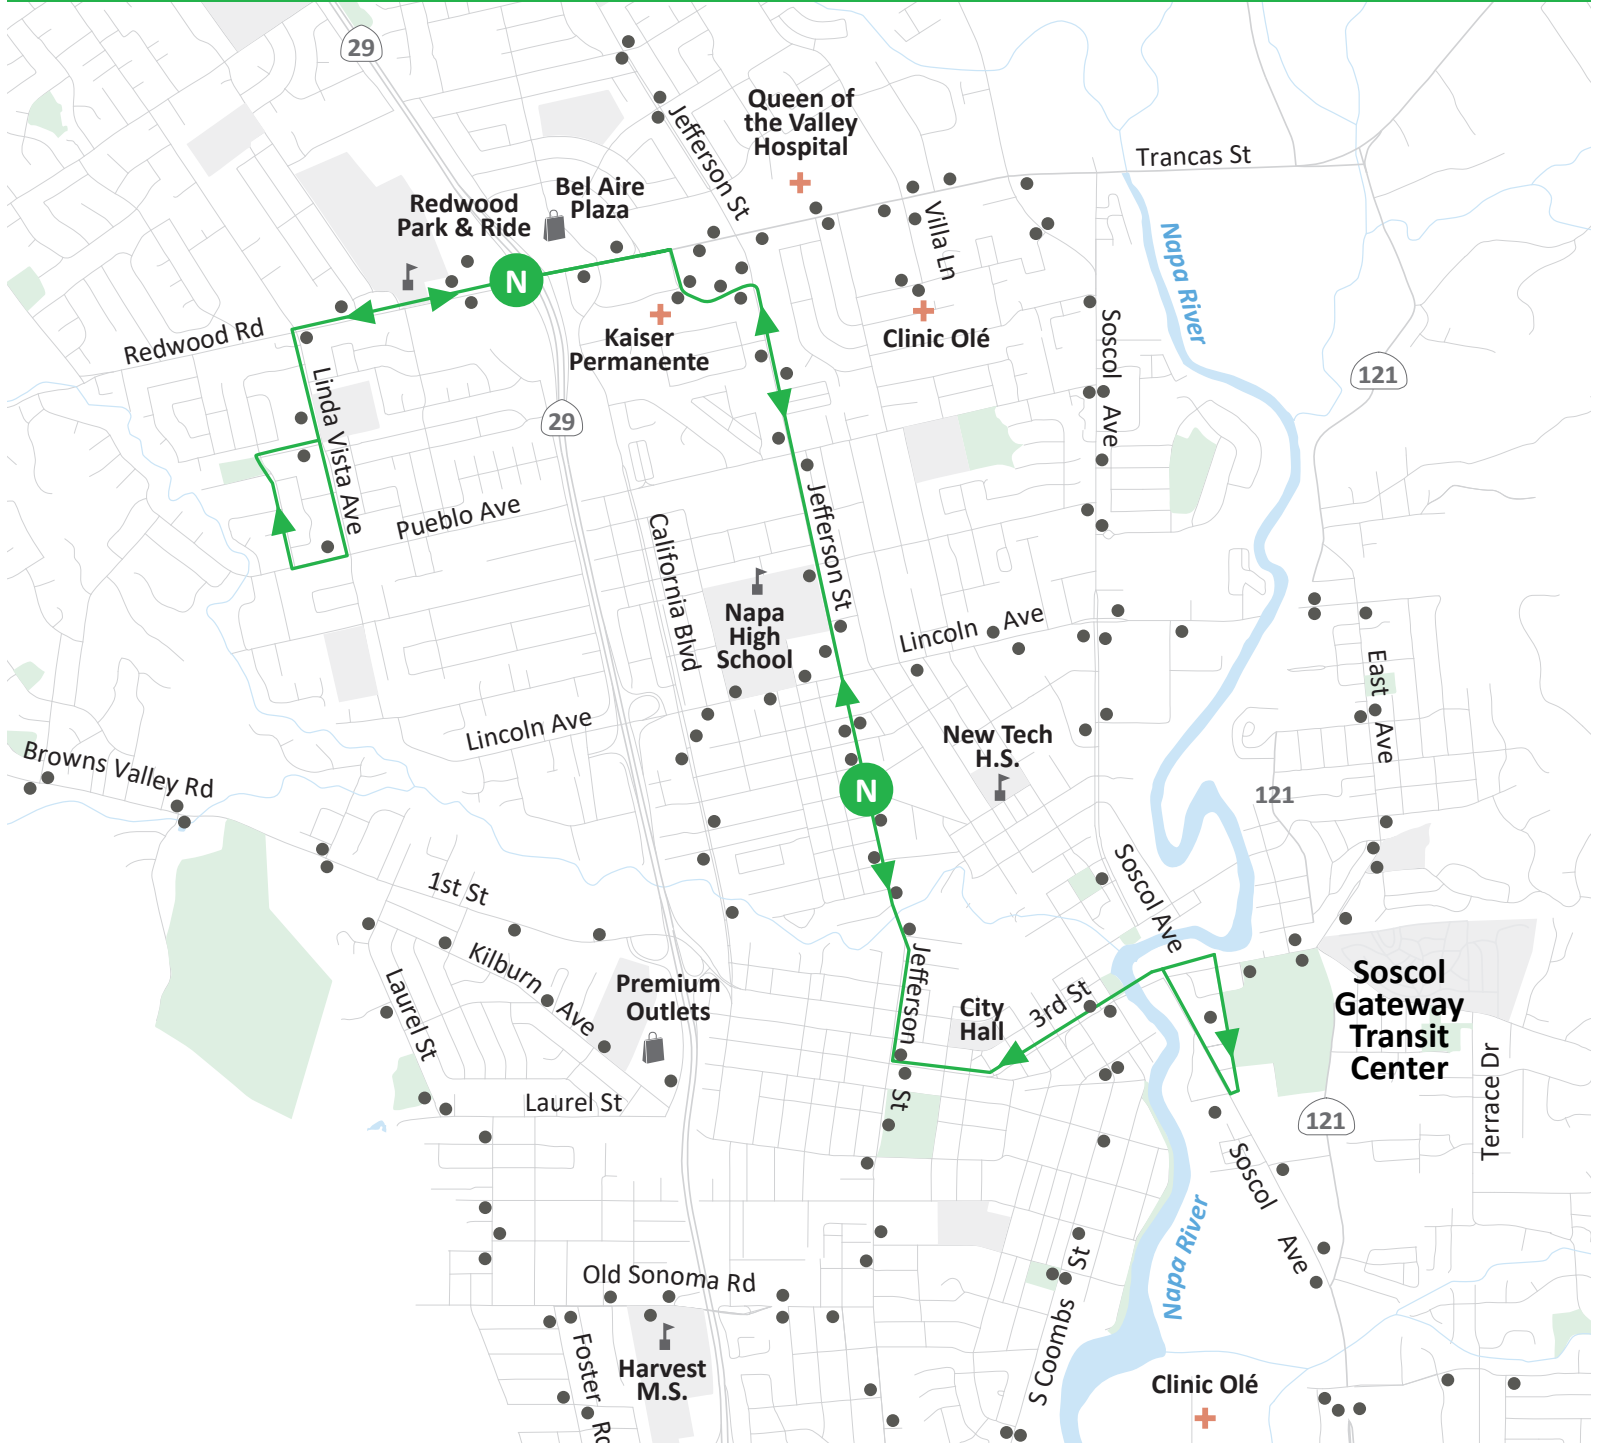 29
Queen of
the Valley
Hospital
Jefferson St
Trancas St
Bel Aire
Plaza
Redwood
Park & Ride
Villa Ln
Napa River
N
Redwood Rd
Kaiser
Permanente
Clinic Olé
Soscol
Ave
121
Linda Vista Ave
29
Pueblo Ave
California Blvd
Jefferson St
Napa
High
School
Lincoln
Ave
East
Ave
Lincoln Ave
New Tech
H.S.
Browns Valley Rd
N
121
Soscol Ave
1st St
Kilburn
Ave
Laurel St
Premium
Outlets
Jefferson
St
City
Hall
3rd St
Soscol
Gateway
Transit
Center
Terrace Dr
Laurel St
121
Soscol
Ave
Napa River
Old Sonoma Rd
S Coombs
St
Foster
Harvest
M.S.
Clinic Olé